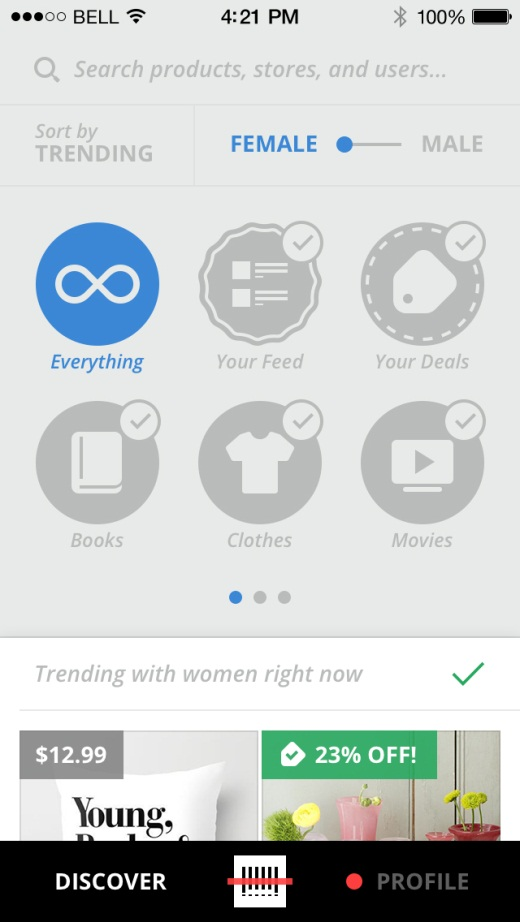 BELL 4:21 PM 100%
Search products, stores, and users...
Sort by
TRENDING
FEMALE MALE
Everything Your Feed Your Deals
Books Clothes Movies
Trending with women right now
$12.99 23% OFF!
Young,
DISCOVER PROFILE